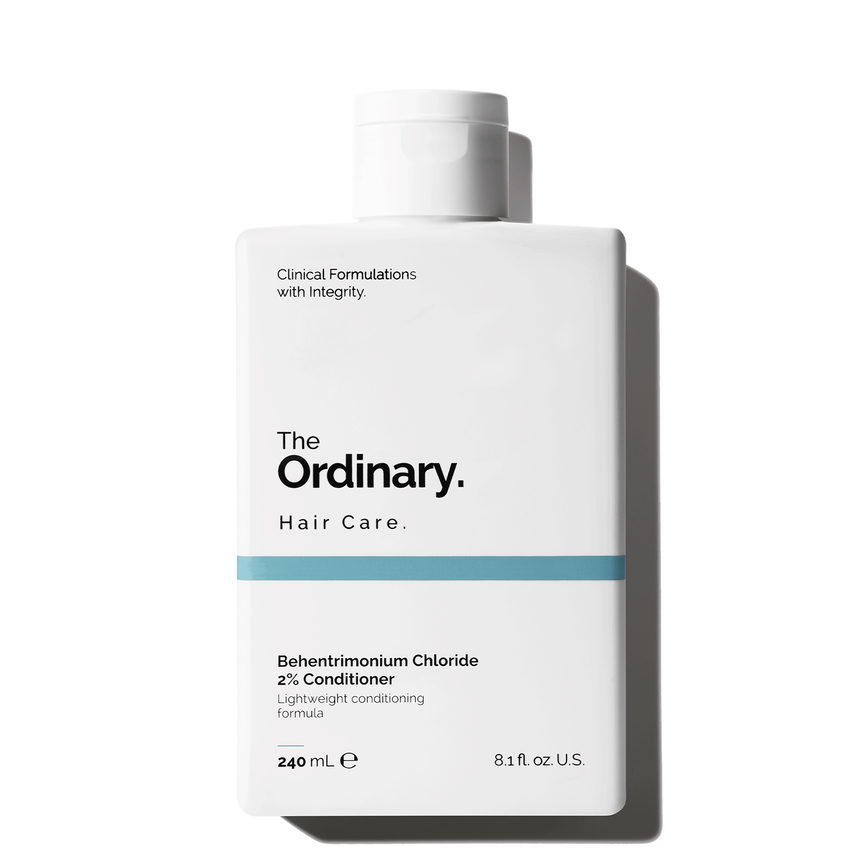 Clinical Formulations
with Integrity.
The
Ordinary.
Hair Care.
Behentrimonium Chloride
2% Conditioner
Lightweight conditioning
formula
240 mL ℮ 8.1 fl. oz. U.S.